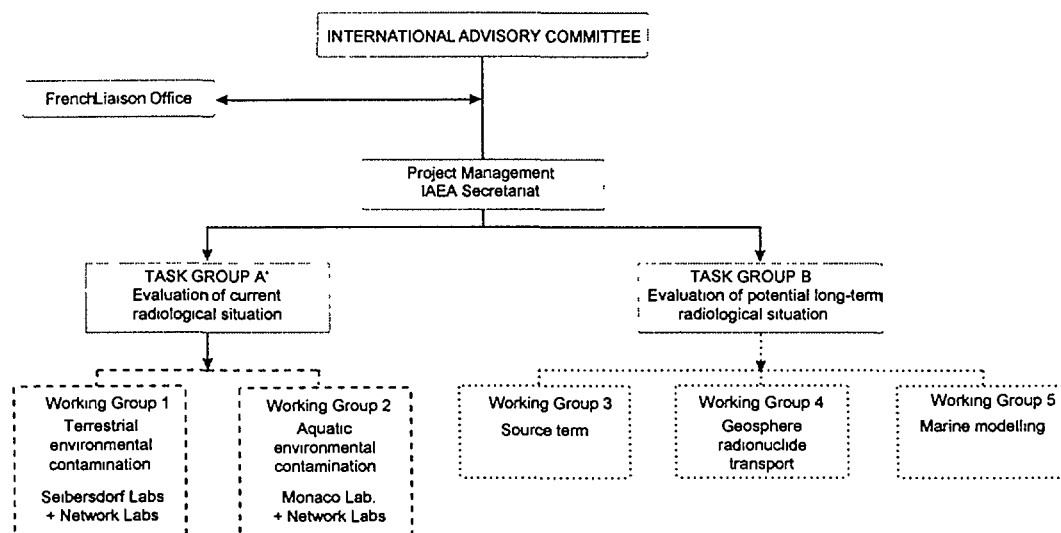 INTERNATIONAL ADVISORY COMMITTEE
FrenchLiaison Office
Project Management
IAEA Secretariat
TASK GROUP A'
Evaluation of current
radiological situation
TASK GROUP B
Evaluation of potential long-term
radiological situation
Working Group 1
Terrestrial
environmental
contamination
Seibersdorf Labs
+ Network Labs
Working Group 2
Aquatic
environmental
contamination
Monaco Lab.
+ Network Labs
Working Group 3
Source term
Working Group 4
Geosphere
radionuclide
transport
Working Group 5
Marine modelling